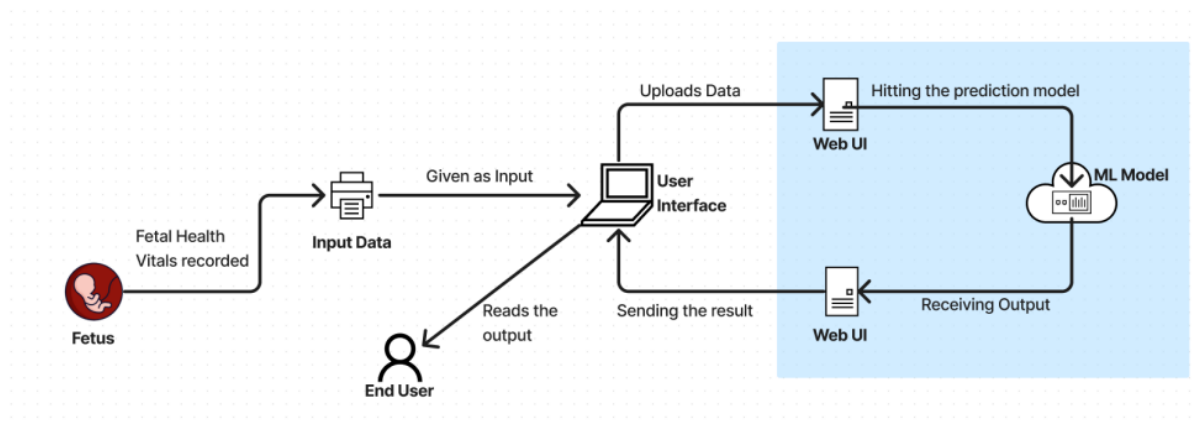 Uploads Data
Hitting the prediction model
Web UI
Given as Input
User
Interface
ML Model
Fetal Health
Vitals recorded
Input Data
Fetus
Reads the
output
Sending the result
Receiving Output
Web UI
End User